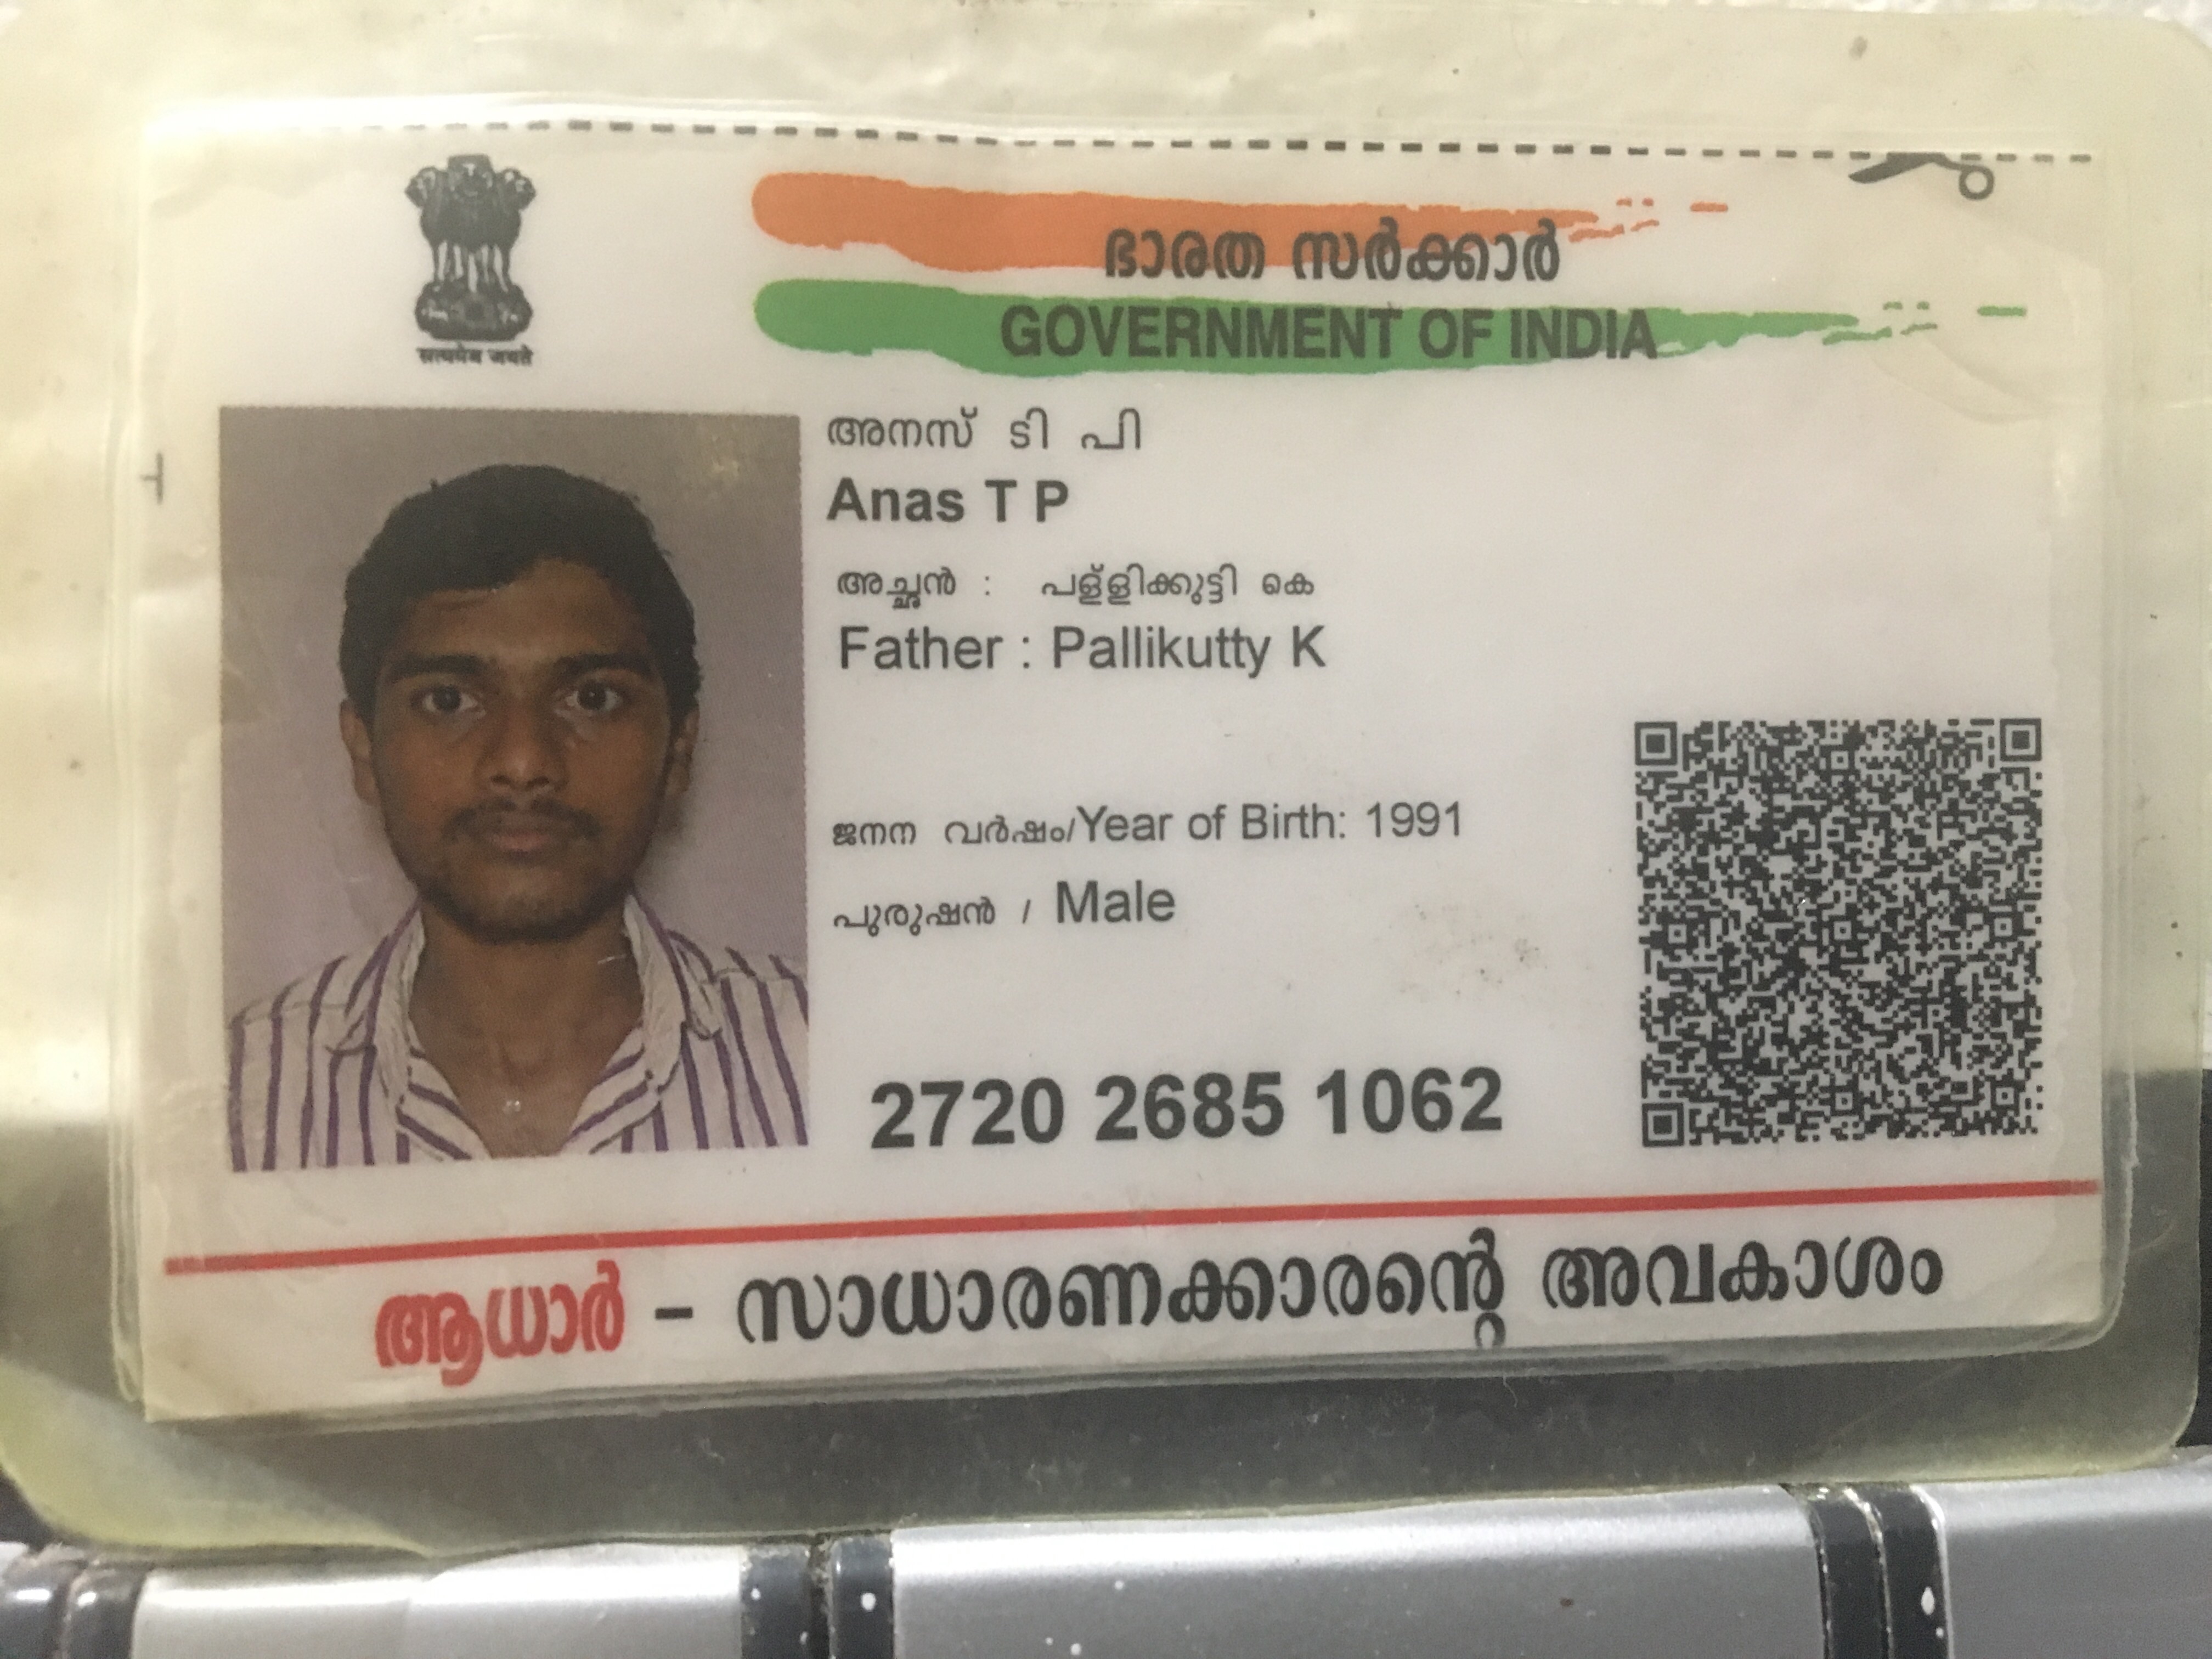 सत्यमेव जयते
ഭാരത സർക്കാർ
GOVERNMENT OF INDIA
അനസ് ടി പി
Anas T P
അച്ഛൻ : പള്ളിക്കുട്ടി കെ
Father : Pallikutty K
ജനന വർഷം/Year of Birth: 1991
പുരുഷൻ / Male
2720 2685 1062
ആധാർ – സാധാരണക്കാരന്റെ അവകാശം